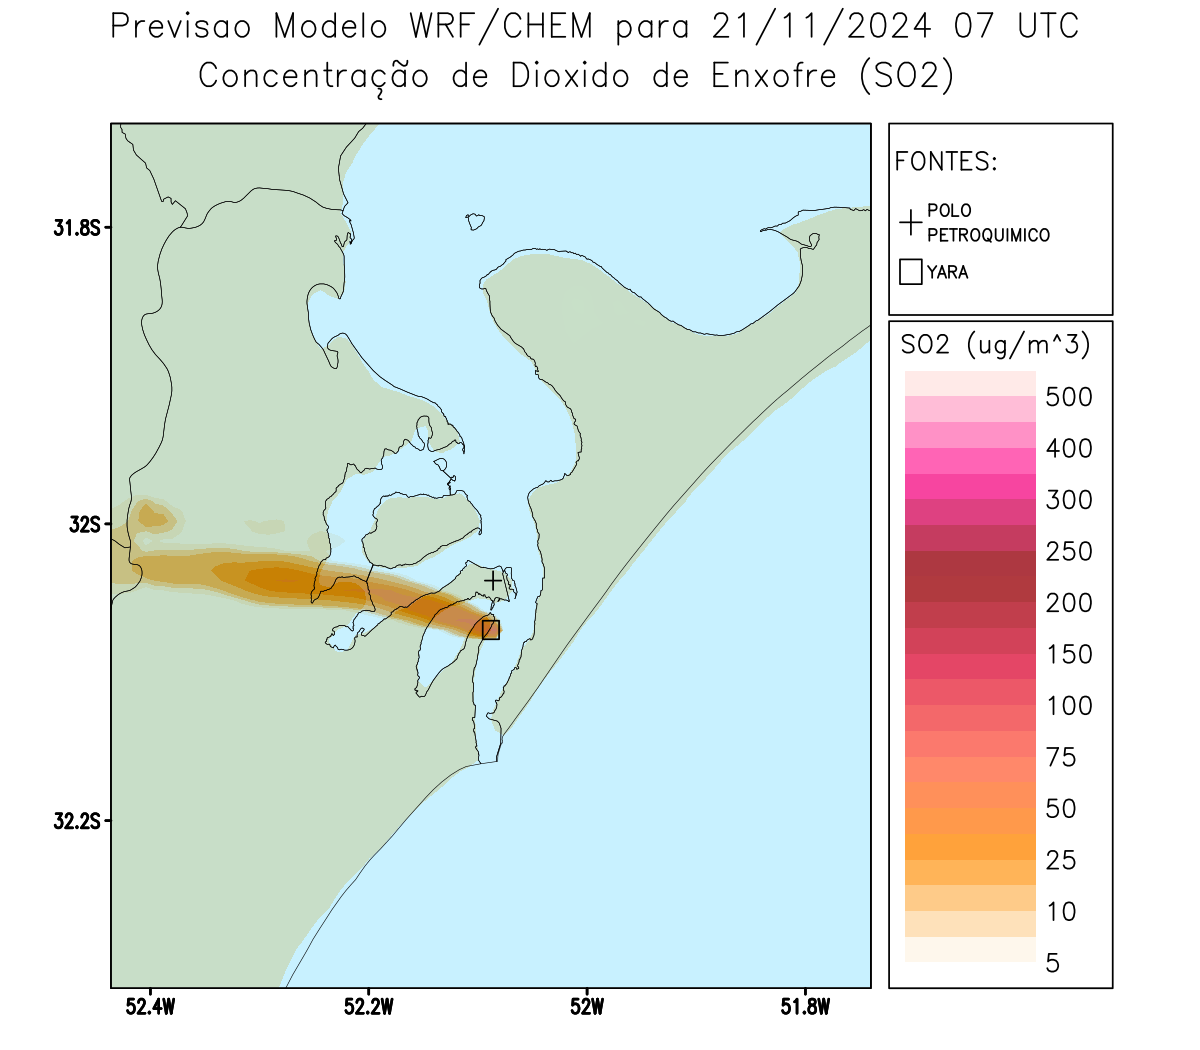 Previsao Modelo WRF/CHEM para 21/11/2024 07 UTC
Concentração de Dioxido de Enxofre (SO2)
FONTES:
POLO
PETROQUIMICO
YARA
31.8S
32S
32.2S
52.4W
52.2W
52W
51.8W
SO2 (ug/m^3)
500
400
300
250
200
150
100
75
50
25
10
5